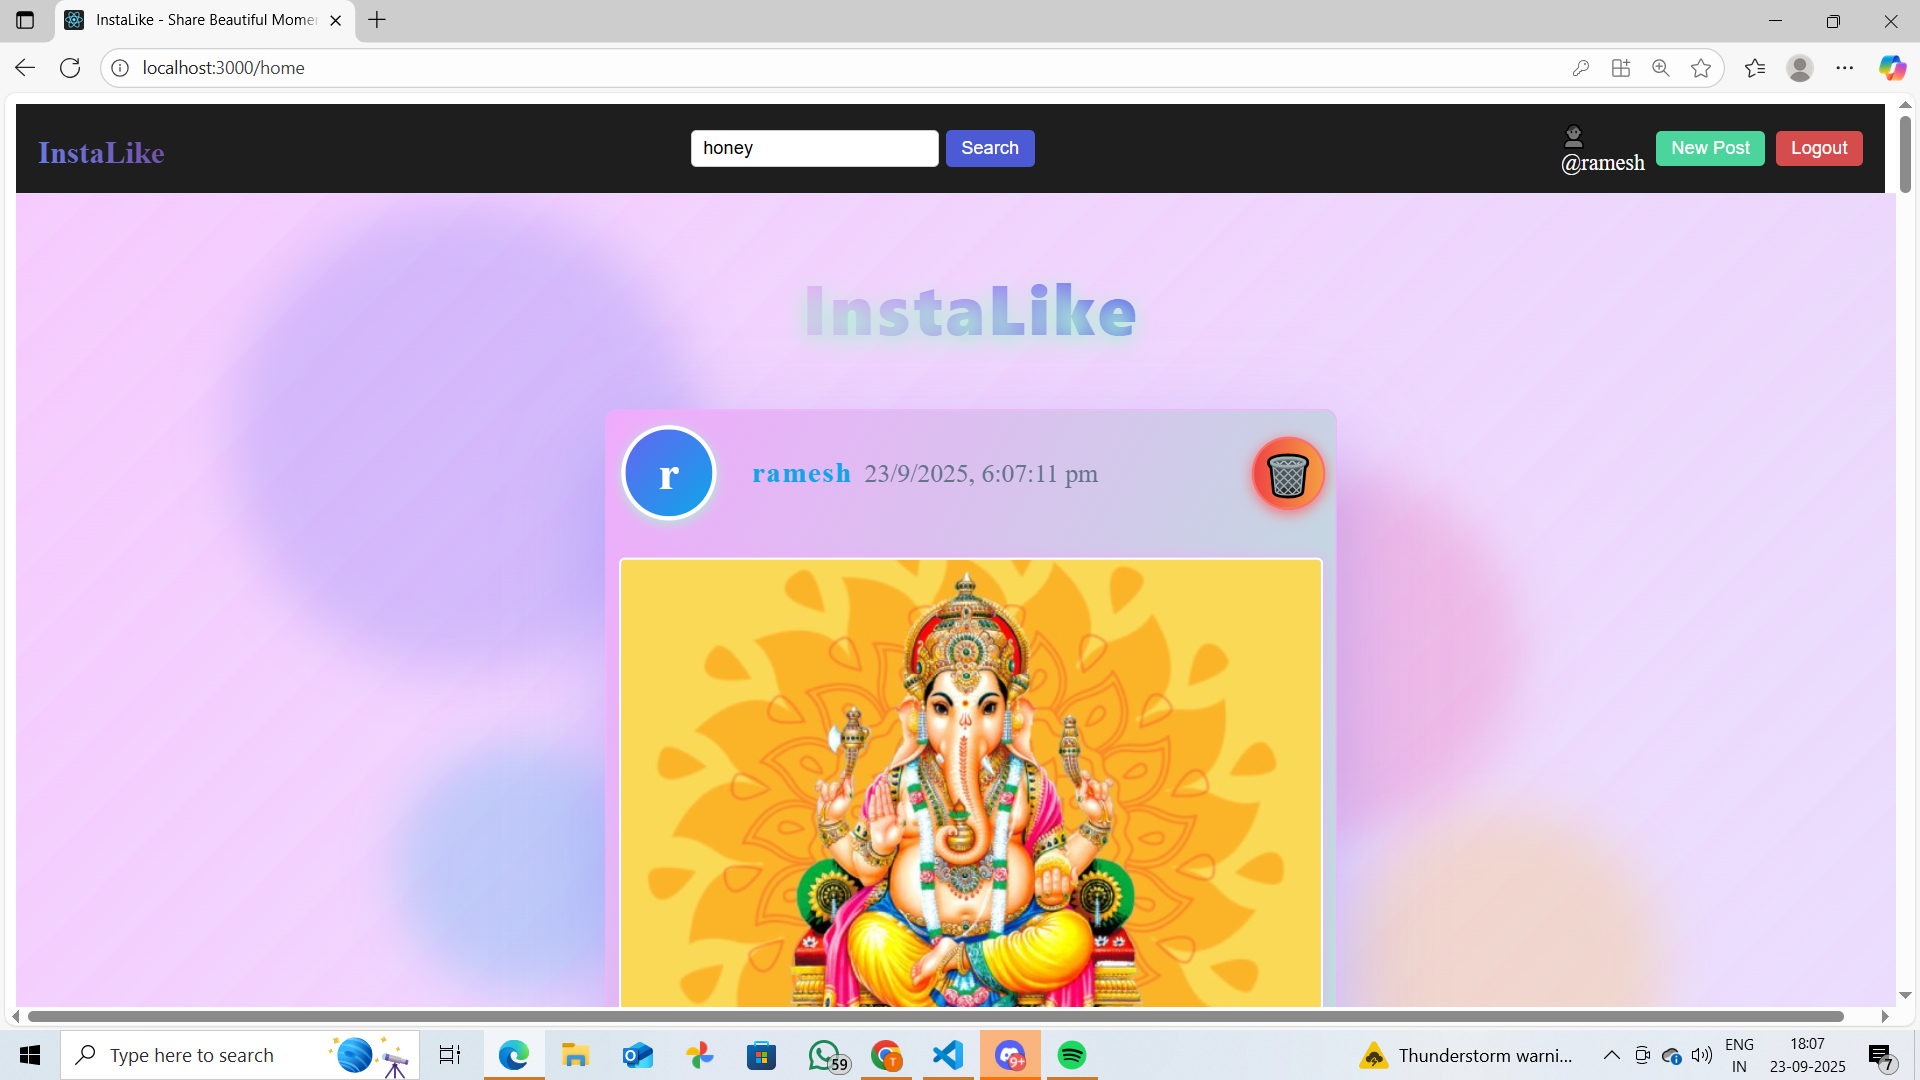 InstaLike - Share Beautiful Momen
localhost:3000/home
InstaLike
honey
Search
@ramesh
New Post
Logout
InstaLike
r
ramesh 23/9/2025, 6:07:11 pm
Type here to search
59
T
9+
Thunderstorm warni...
ENG
IN
18:07
23-09-2025
7